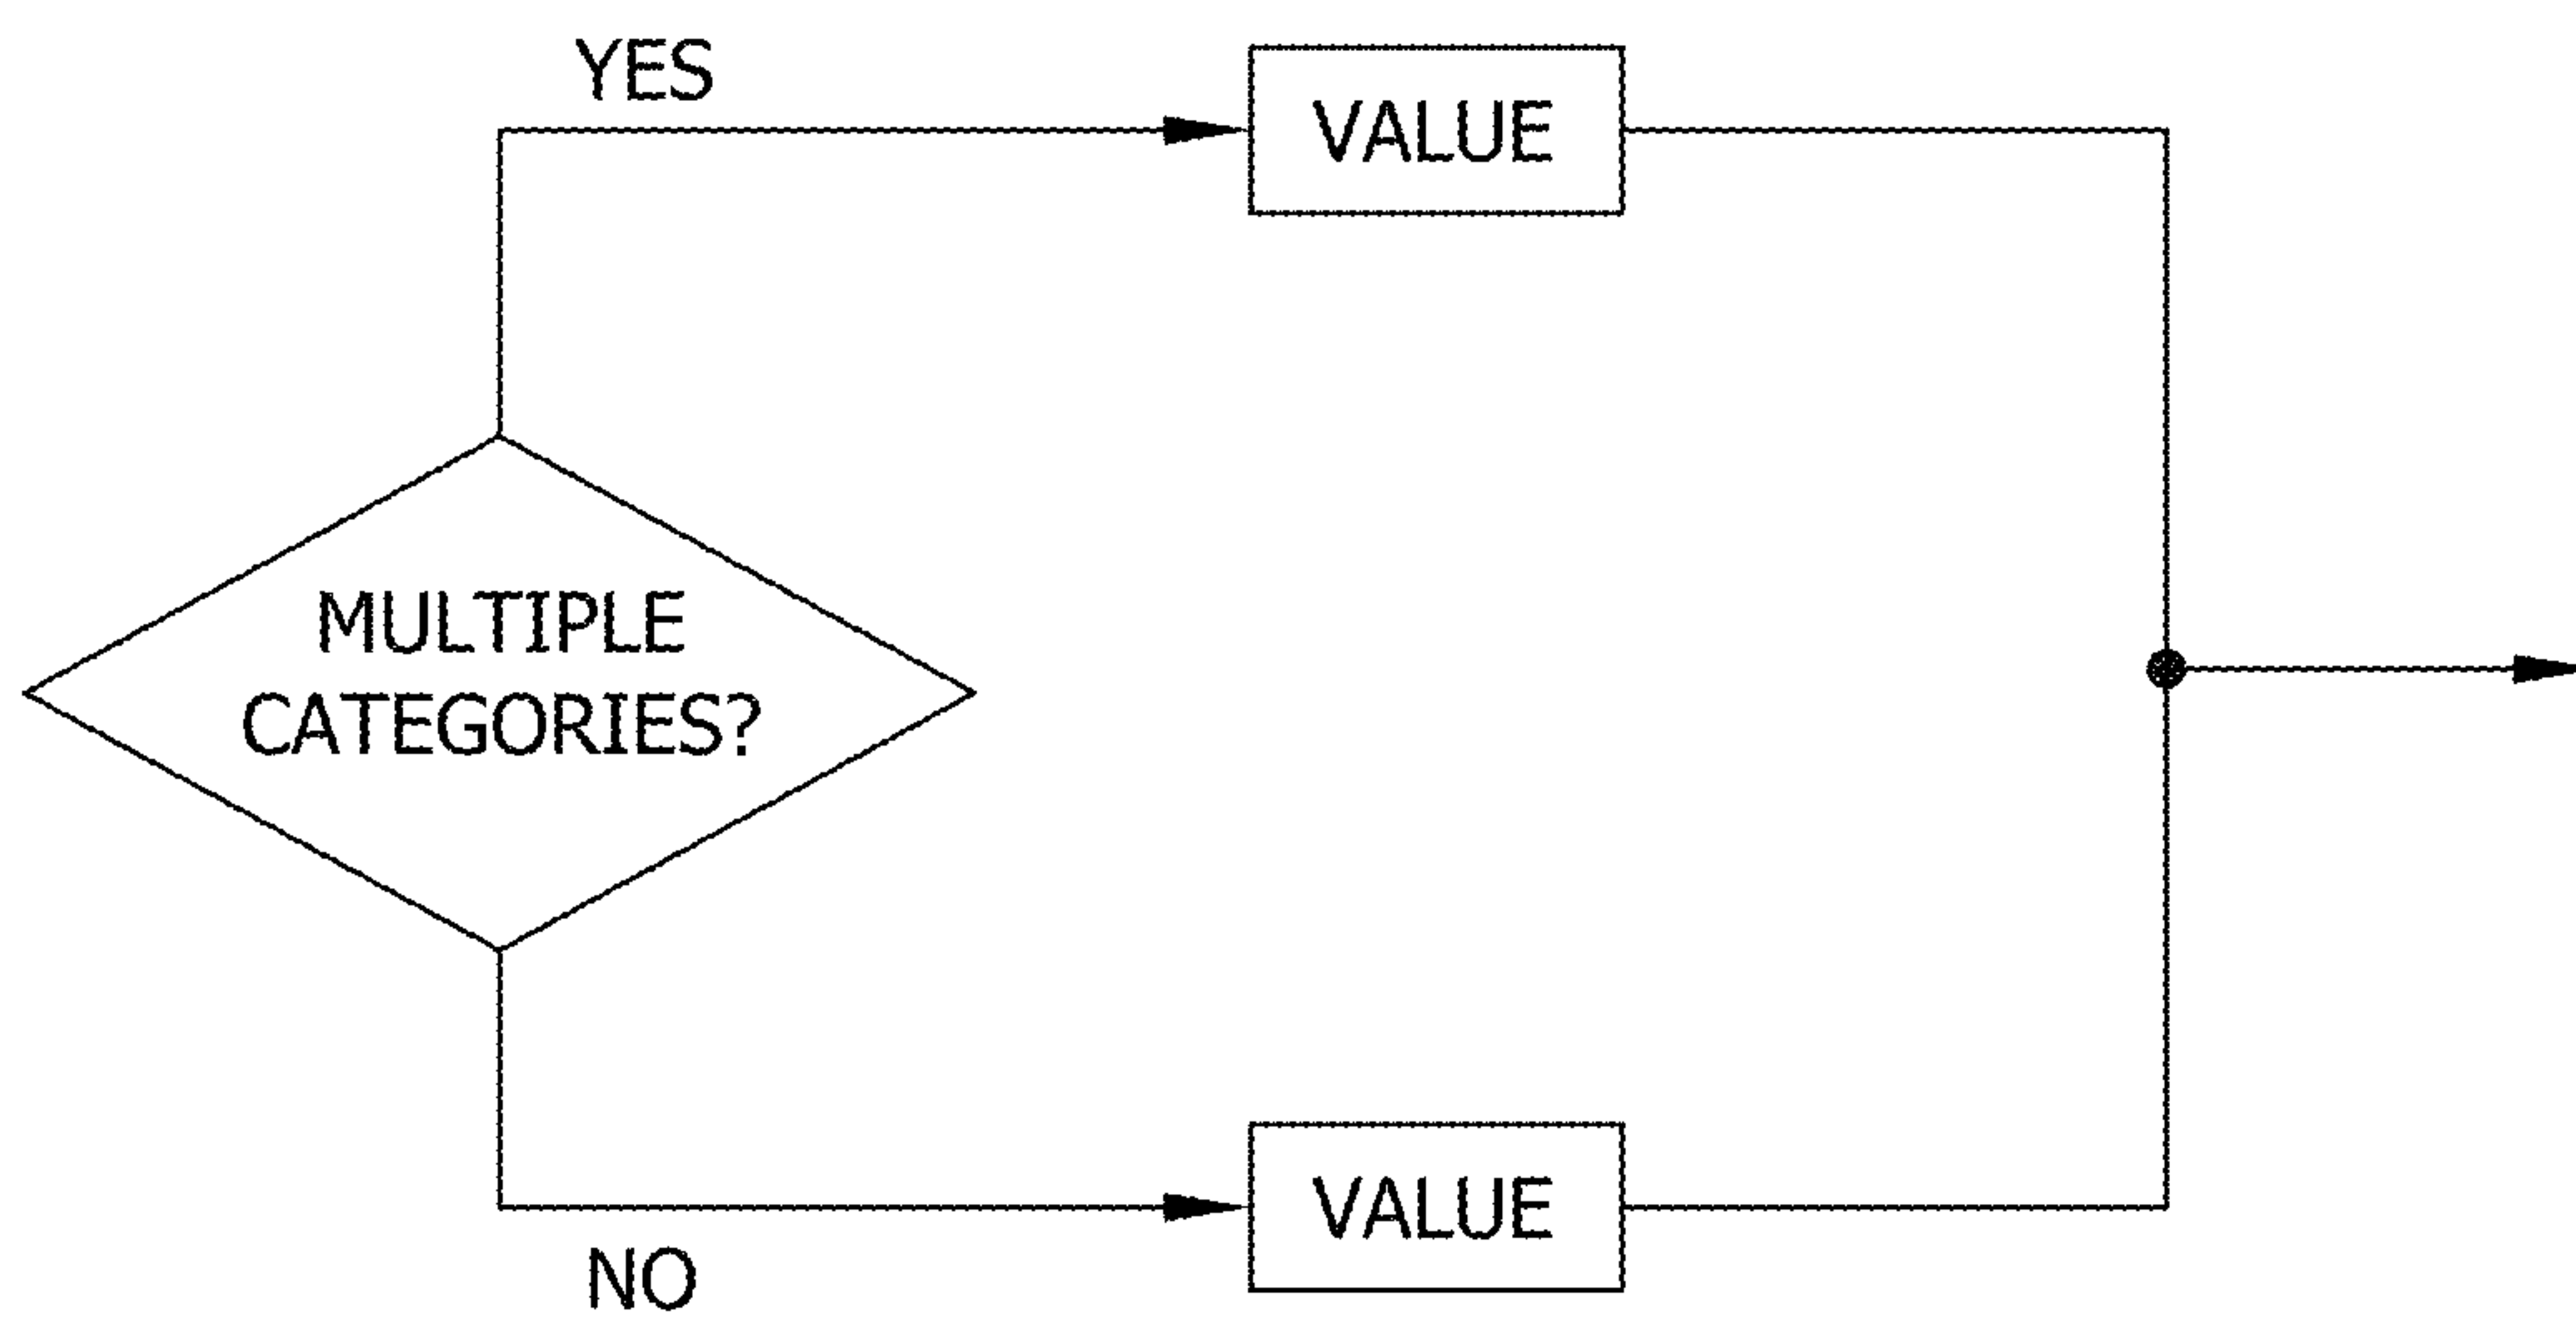 YES
VALUE
MULTIPLE
CATEGORIES?
VALUE
NO